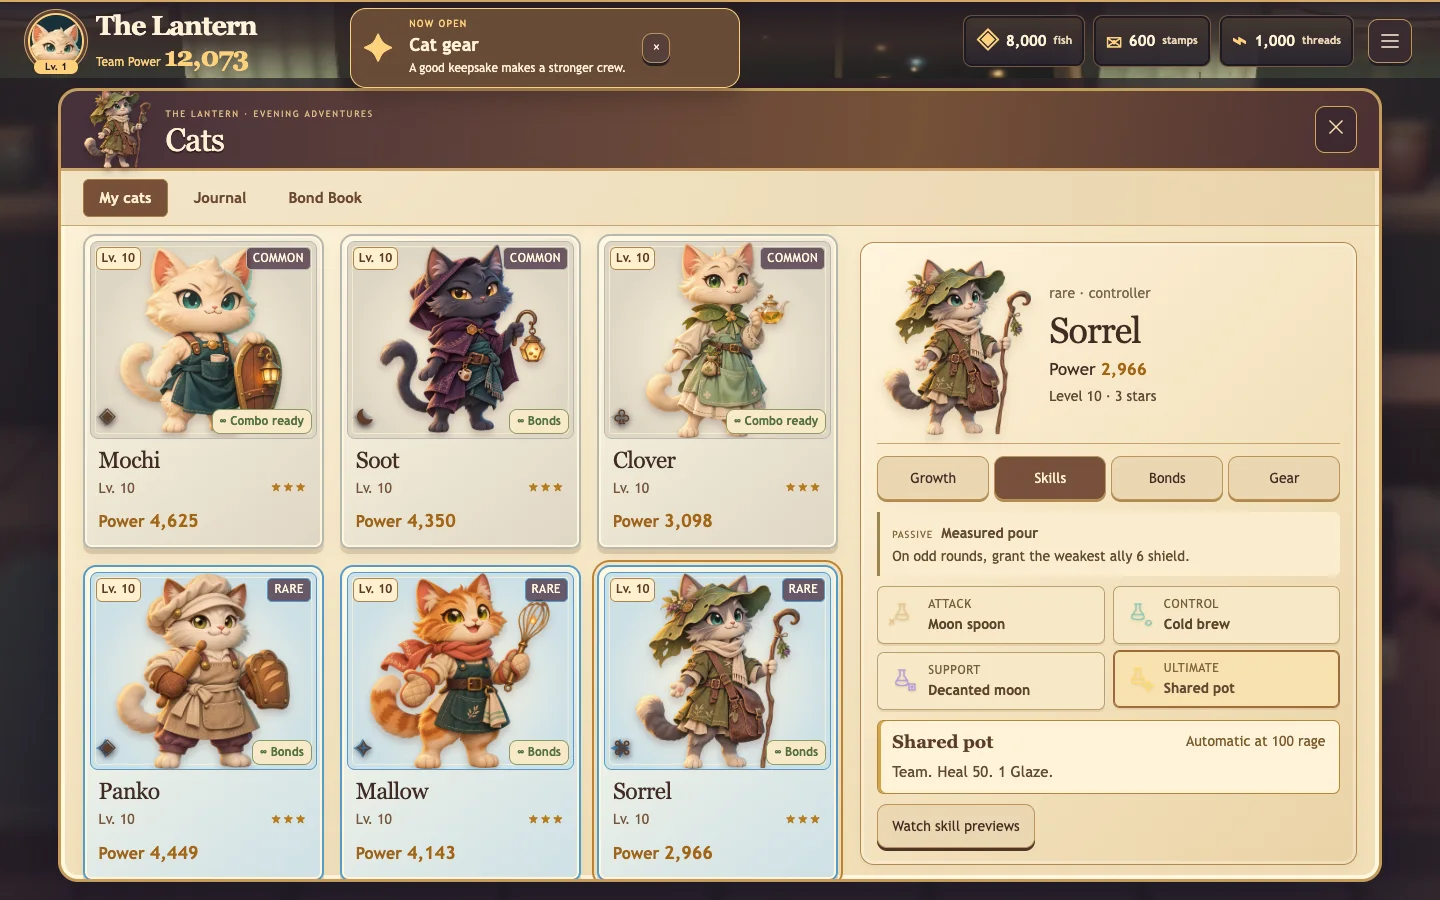 The Lantern
Team Power 12,073
Lv. 1
NOW OPEN
Cat gear
A good keepsake makes a stronger crew.
×
8,000 fish
600 stamps
1,000 threads
THE LANTERN · EVENING ADVENTURES
Cats
My cats
Journal
Bond Book
Lv. 10
COMMON
∞ Combo ready
Mochi
Lv. 10
★★★
Power 4,625
Lv. 10
COMMON
∞ Bonds
Soot
Lv. 10
★★★
Power 4,350
Lv. 10
COMMON
∞ Combo ready
Clover
Lv. 10
★★★
Power 3,098
Lv. 10
RARE
∞ Bonds
Panko
Lv. 10
★★★
Power 4,449
Lv. 10
RARE
∞ Bonds
Mallow
Lv. 10
★★★
Power 4,143
Lv. 10
RARE
∞ Bonds
Sorrel
Lv. 10
★★★
Power 2,966
rare · controller
Sorrel
Power 2,966
Level 10 · 3 stars
Growth
Skills
Bonds
Gear
PASSIVE Measured pour
On odd rounds, grant the weakest ally 6 shield.
ATTACK
Moon spoon
CONTROL
Cold brew
SUPPORT
Decanted moon
ULTIMATE
Shared pot
Shared pot
Automatic at 100 rage
Team. Heal 50. 1 Glaze.
Watch skill previews